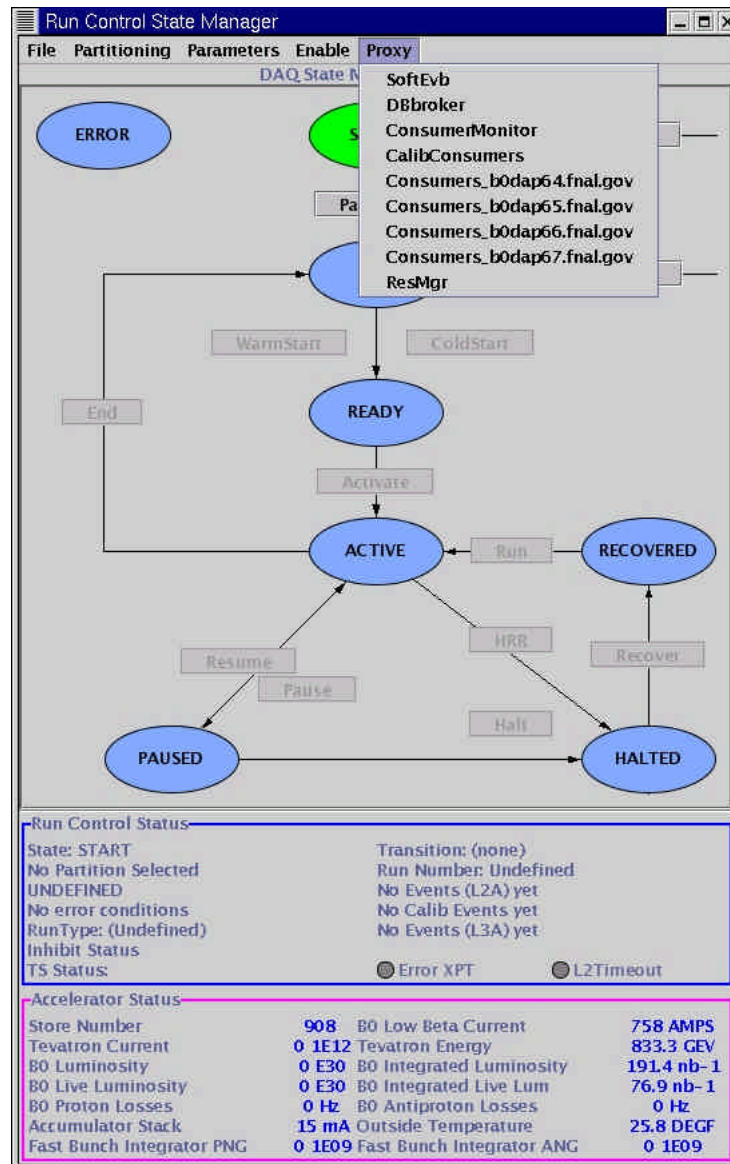 Run Control State Manager
File Partitioning Parameters Enable Proxy
DAQ State
SoftEvb
DBbroker
ConsumerMonitor
CalibConsumers
Consumers_b0dap64.fnal.gov
Consumers_b0dap65.fnal.gov
Consumers_b0dap66.fnal.gov
Consumers_b0dap67.fnal.gov
ResMgr
ERROR
WarmStart ColdStart
End
READY
Activate
ACTIVE Run RECOVERED
HRR
Resume Recover
Pause
Halt
PAUSED HALTED
Run Control Status
State: START Transition: (none)
No Partition Selected Run Number: Undefined
UNDEFINED No Events (L2A) yet
No error conditions No Calib Events yet
RunType: (Undefined) No Events (L3A) yet
Inhibit Status
TS Status: Error XPT L2Timeout
Accelerator Status
Store Number 908 B0 Low Beta Current 758 AMPS
Tevatron Current 0 1E12 Tevatron Energy 833.3 GEV
B0 Luminosity 0 E30 B0 Integrated Luminosity 191.4 nb-1
B0 Live Luminosity 0 E30 B0 Integrated Live Lum 76.9 nb-1
B0 Proton Losses 0 Hz B0 Antiproton Losses 0 Hz
Accumulator Stack 15 mA Outside Temperature 25.8 DEGF
Fast Bunch Integrator PNG 0 1E09 Fast Bunch Integrator ANG 0 1E09